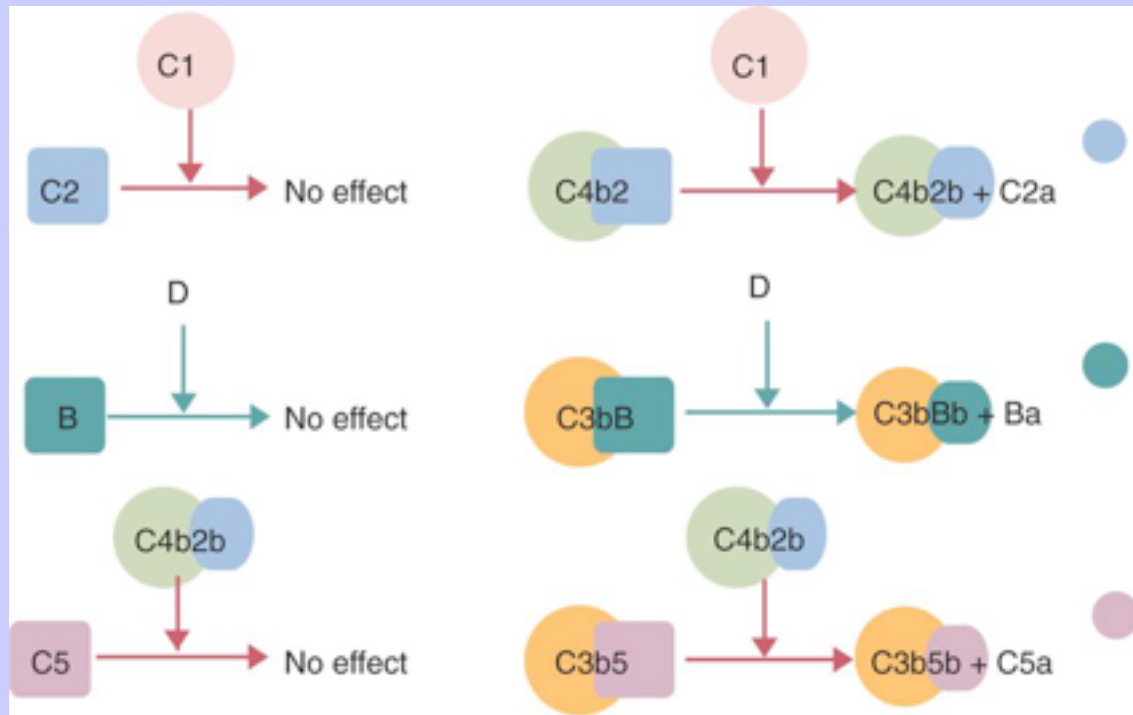 C1
C2
No effect
C1
C4b2
C4b2b + C2a
D
B
No effect
D
C3bB
C3bBb + Ba
C4b2b
C5
No effect
C4b2b
C3b5
C3b5b + C5a